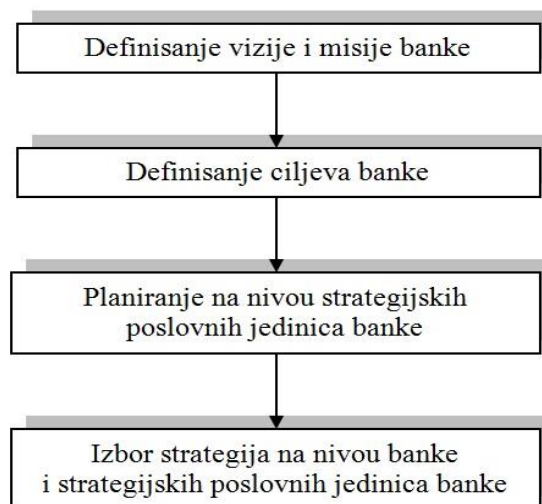 Definisanje vizije i misije banke
Definisanje ciljeva banke
Planiranje na nivou strategijskih
poslovnih jedinica banke
Izbor strategija na nivou banke
i strategijskih poslovnih jedinica banke